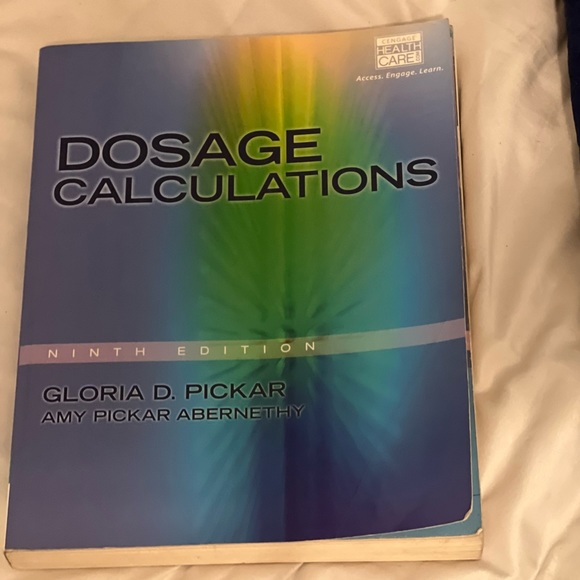 CENGAGE
HEALTH
CARE
Access. Engage. Learn.
DOSAGE
CALCULATIONS
NINTH EDITION
GLORIA D. PICKAR
AMY PICKAR ABERNETHY